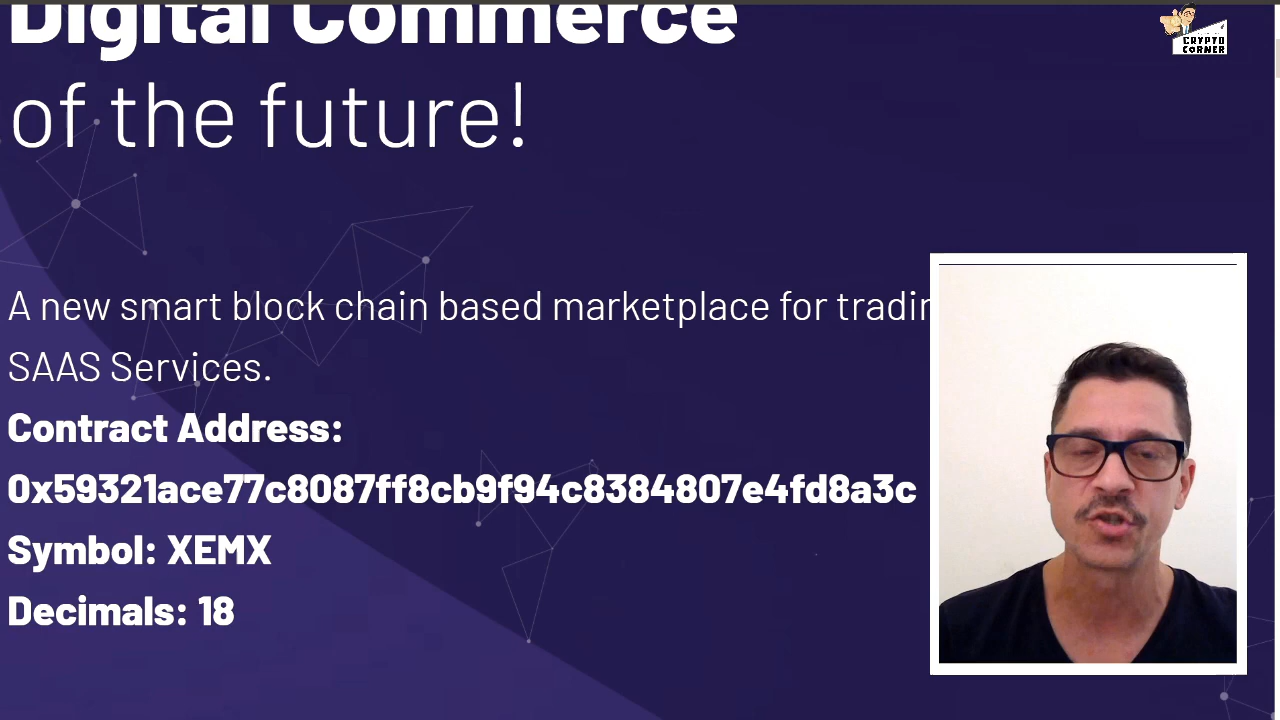 Digital Commerce
of the future!
CRYPTO
CORNER
A new smart block chain based marketplace for
SAAS Services.
Contract Address:
0x59321ace77c8087ff8cb9f94c8384807e4fd8a3c
Symbol: XEMX
Decimals: 18